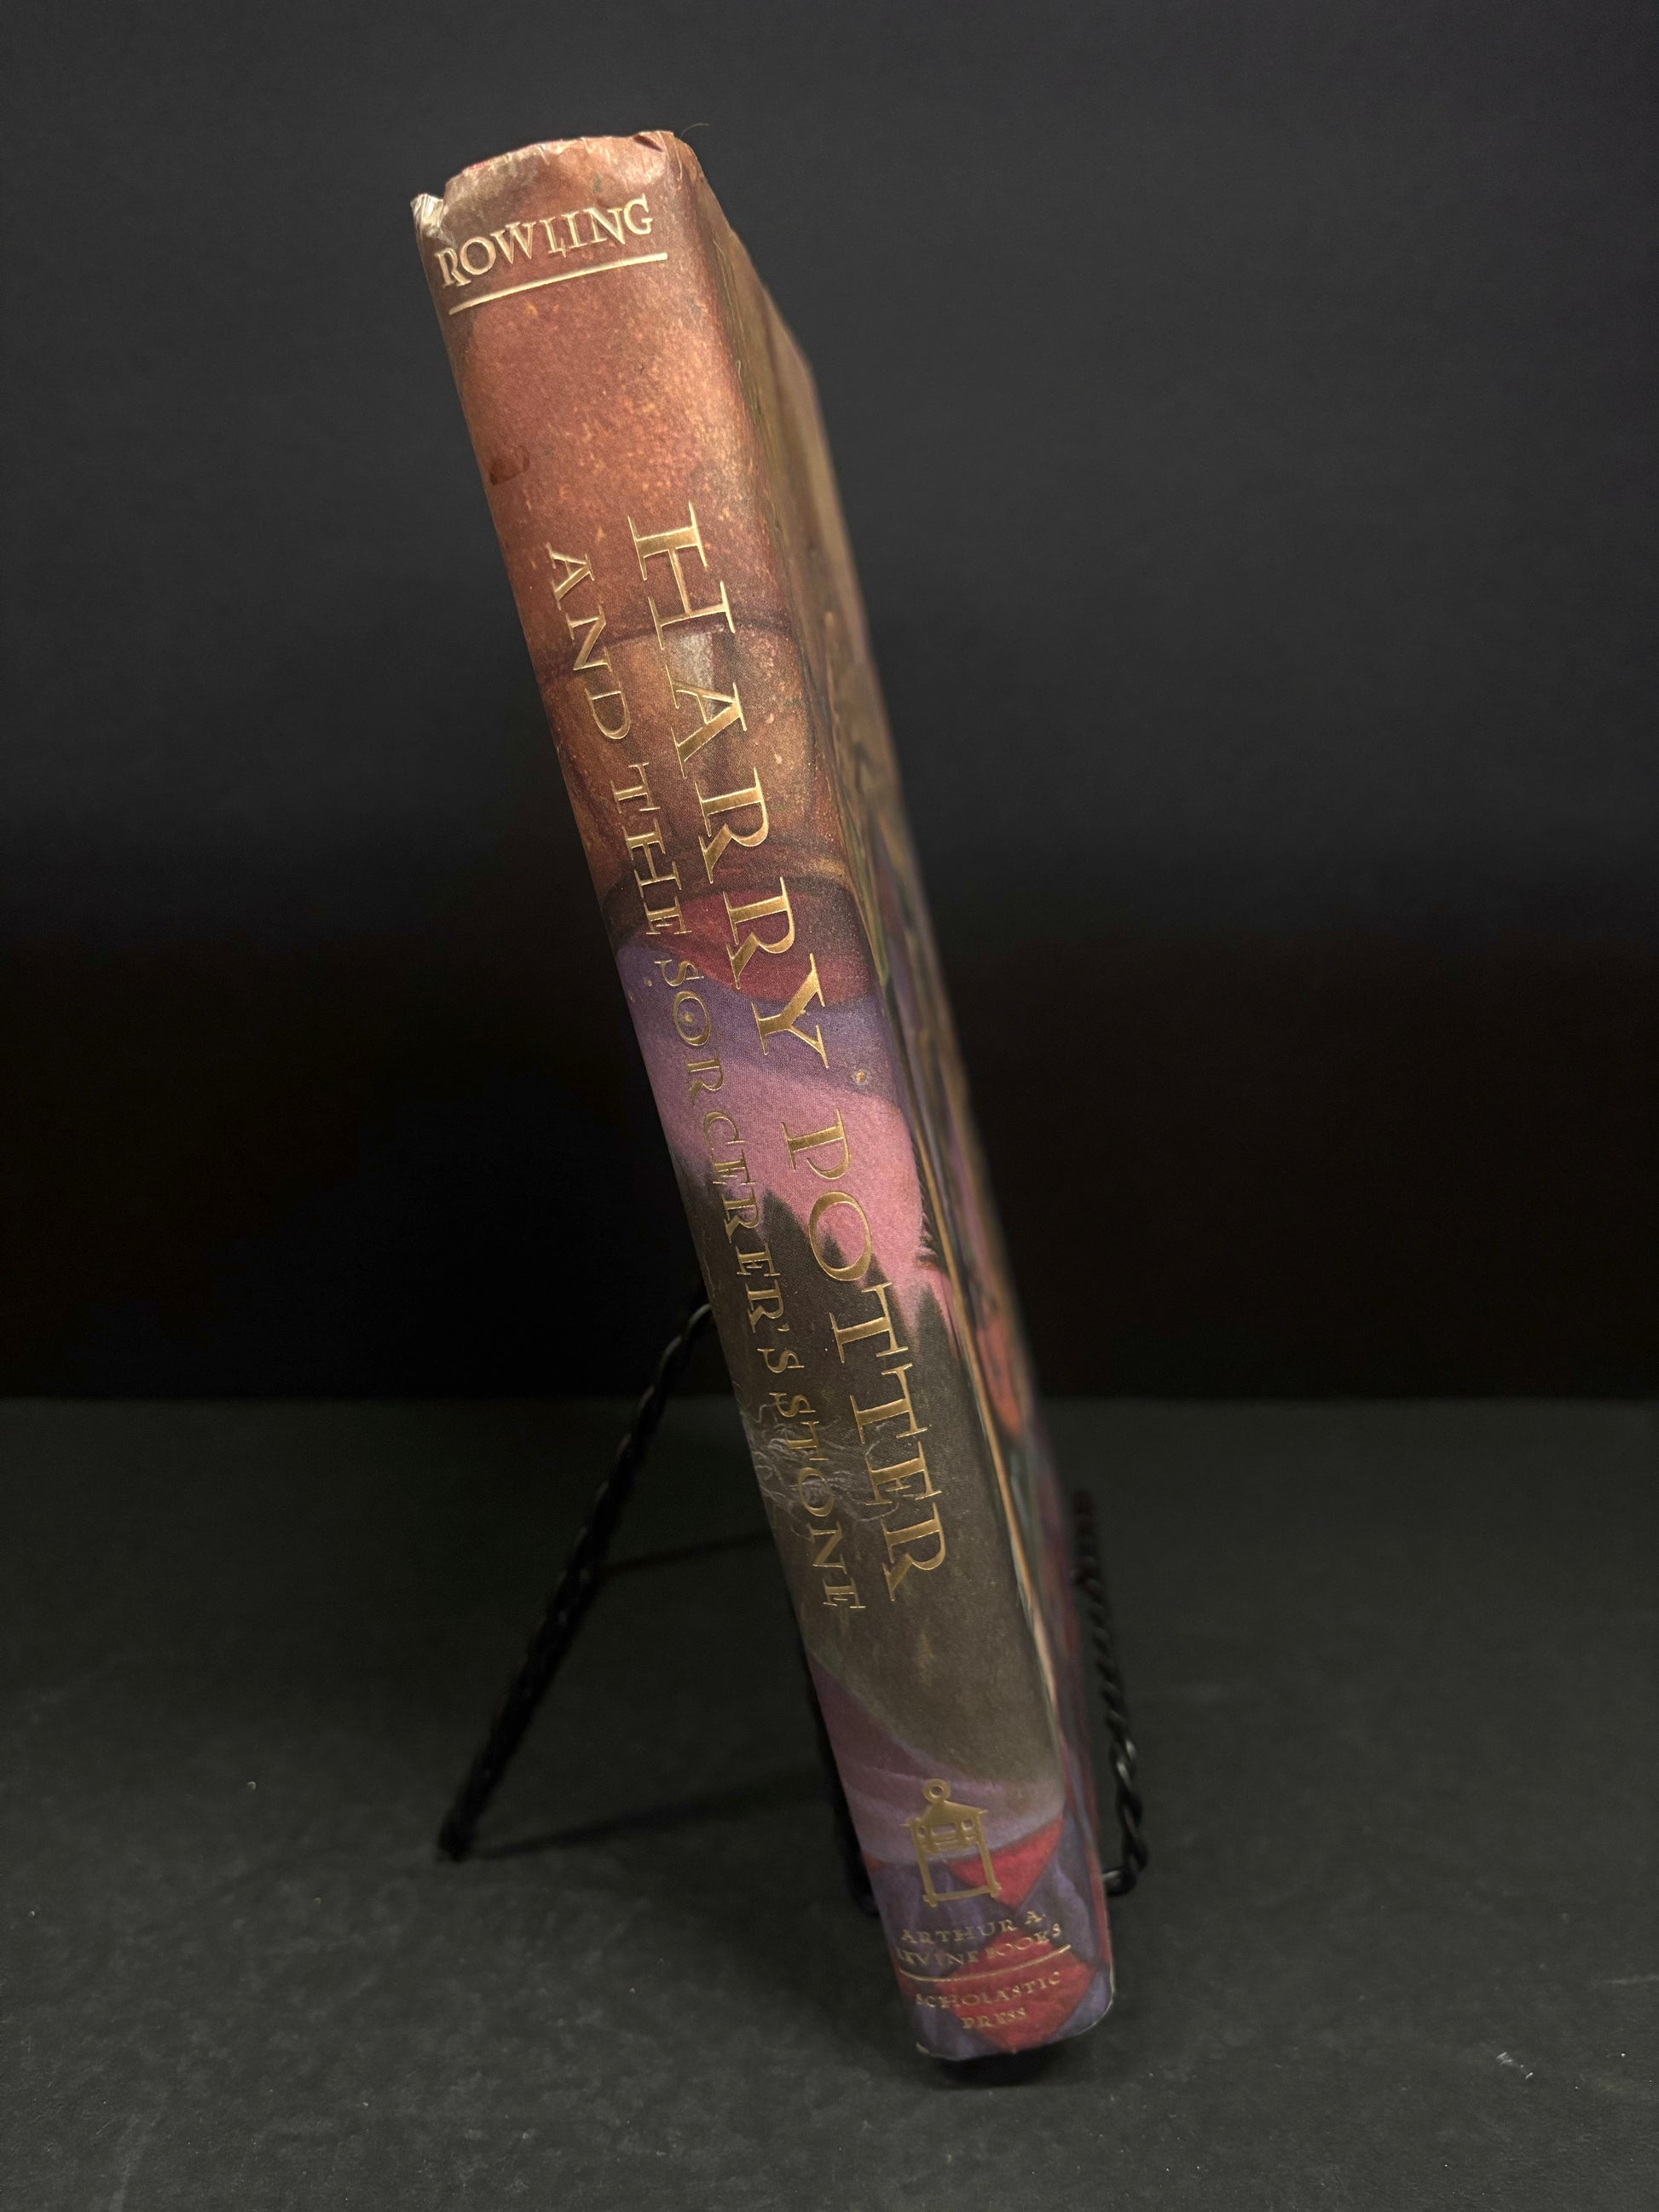 ROWLING
HARRY POTTER
AND THE SORCERER'S STONE
ARTHUR A.
LEVINE BOOKS
SCHOLASTIC
PRESS